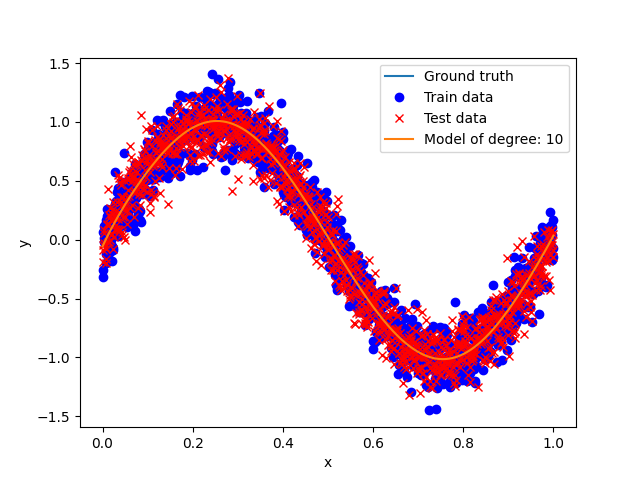 1.5
1.0
0.5
0.0
−0.5
−1.0
−1.5
y
0.0 0.2 0.4 0.6 0.8 1.0
x
Ground truth
Train data
Test data
Model of degree: 10